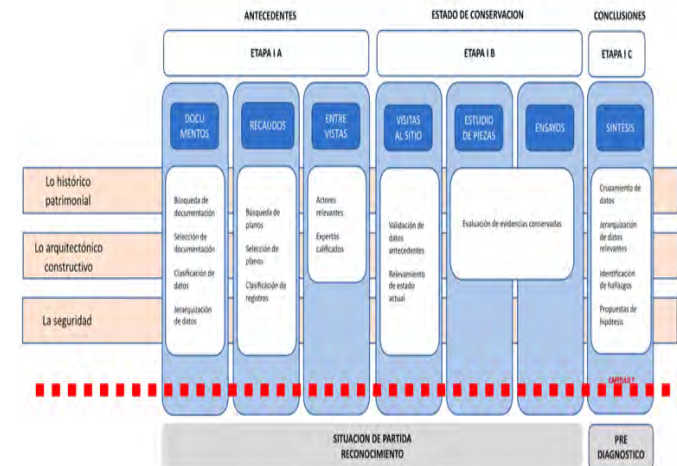 ANTECEDENTES
ESTADO DE CONSERVACION
CONCLUSIONES
ETAPA I A
ETAPA I B
ETAPA I C
DOCU
MENTOS
RECAUDOS
ENTRE
VISTAS
VISITAS
AL SITIO
ESTUDIO
DE PIEZAS
ENSAYOS
SINTESIS
Lo histórico
patrimonial
Lo arquitectónico
constructivo
La seguridad
Búsqueda de
documentación
Selección de
documentación
Clasificación de
datos
Jerarquización
de datos
Búsqueda de
planos
Selección de
planos
Clasificación de
registros
Actores
relevantes
Expertos
calificados
Validación de
datos
antecedentes
Relevamiento
de estado
actual
Evaluación de evidencias conservadas
Cruzamiento de
datos
Jerarquización
de datos
relevantes
Identificacion
de hallazgos
Propuestas de
hipótesis
CAPITULO 7
SITUACION DE PARTIDA
RECONOCIMIENTO
PRE
DIAGNOSTICO